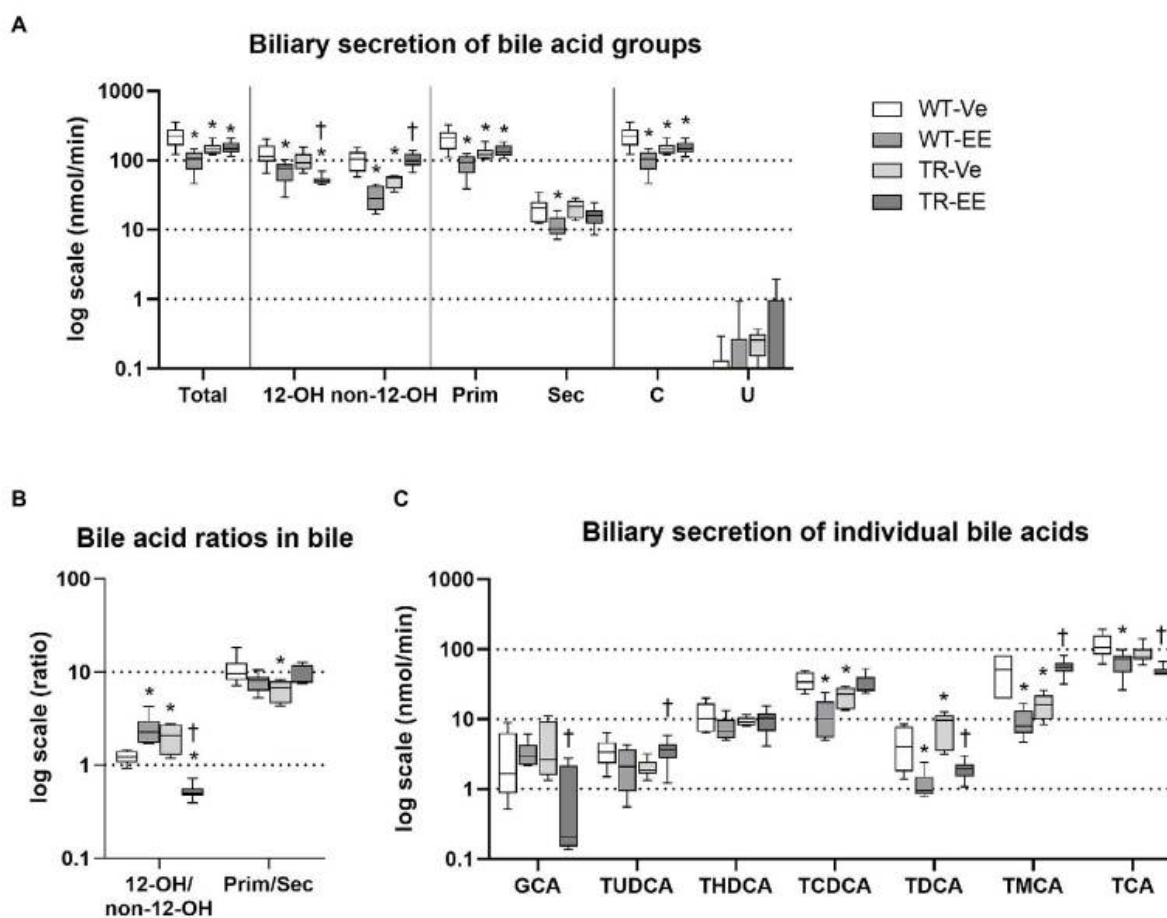 A
Biliary secretion of bile acid groups
log scale (nmol/min)
1000
100
10
1
0.1
* * *
* † *
* * †
* * *
*
* * *
Total 12-OH non-12-OH Prim Sec C U
WT-Ve
WT-EE
TR-Ve
TR-EE
B
Bile acid ratios in bile
log scale (ratio)
100
10
1
0.1
* * † *
*
12-OH/
non-12-OH
Prim/Sec
C
Biliary secretion of individual bile acids
log scale (nmol/min)
1000
100
10
1
0.1
†
†
* *
* * †
* * †
* †
GCA TUDCA THDCA TCDCA TDCA TMCA TCA